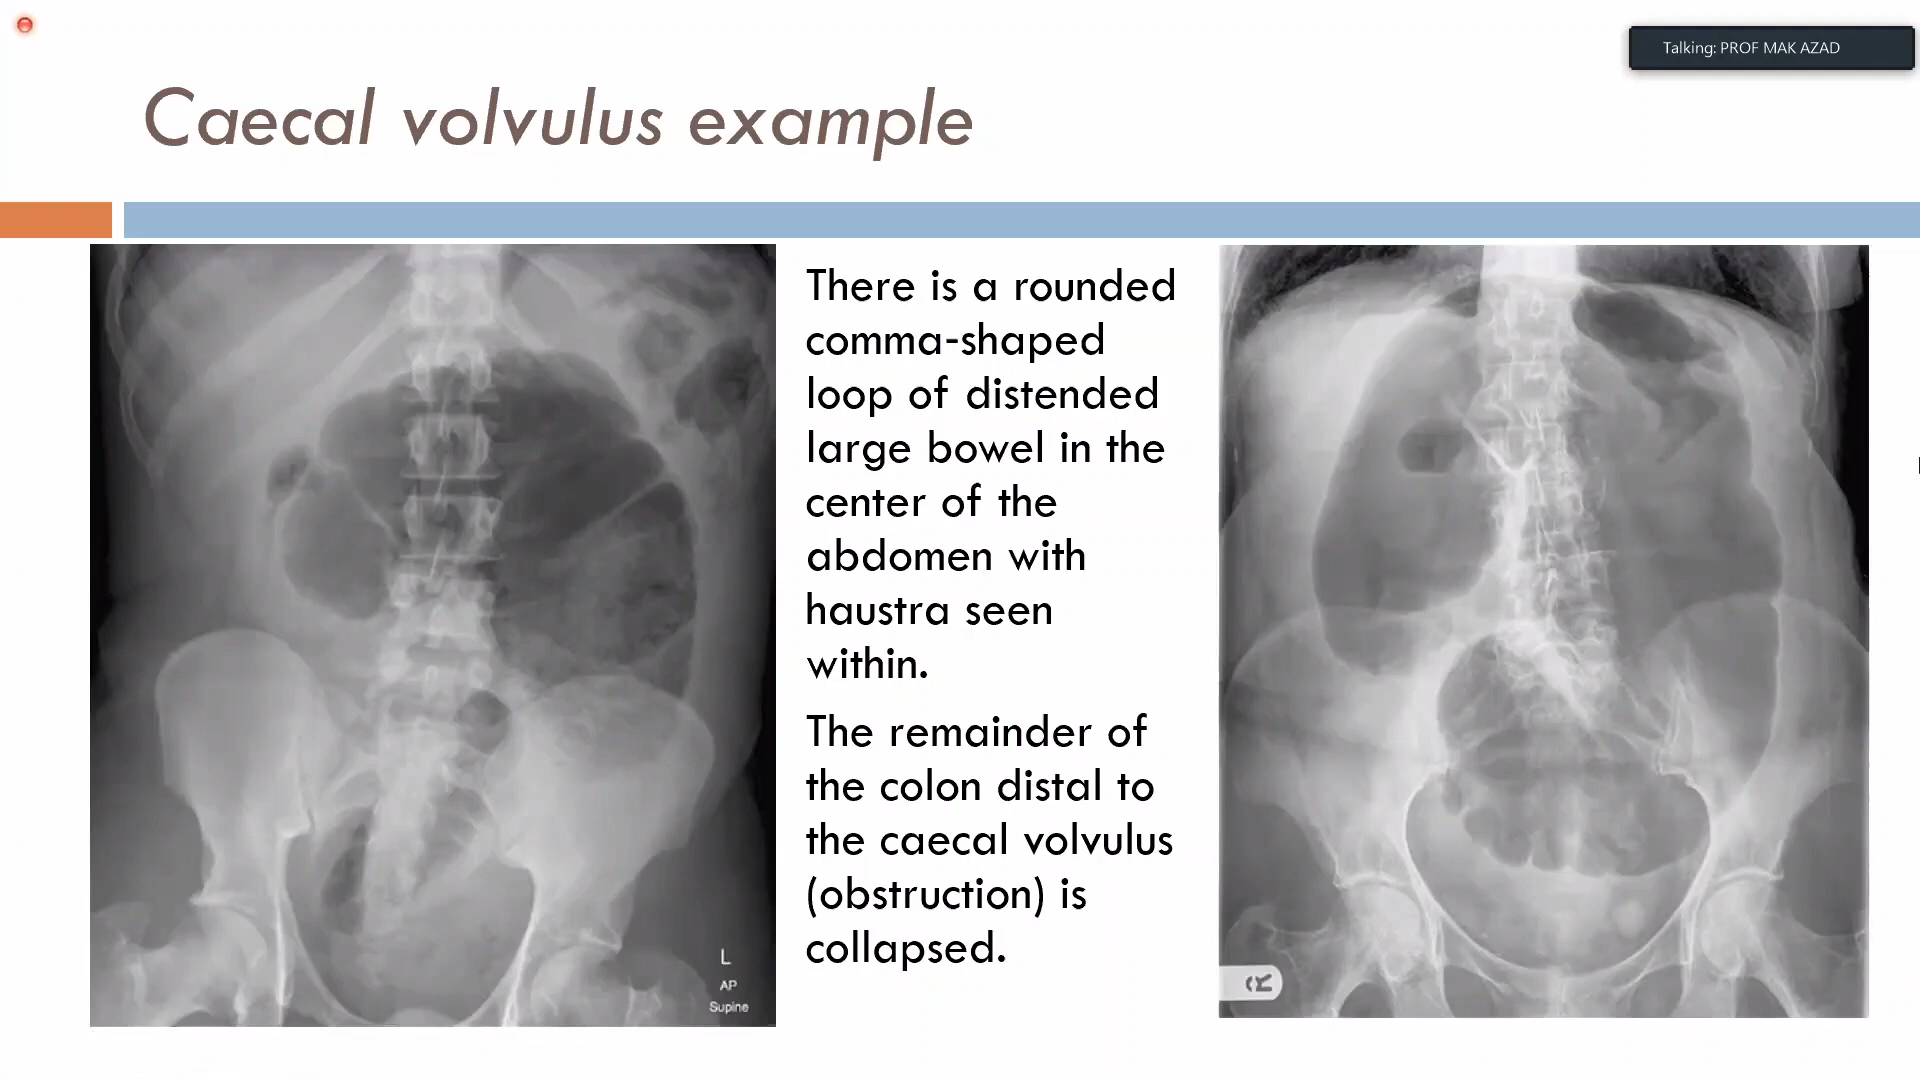 Talking: PROF MAK AZAD
Caecal volvulus example
There is a rounded
comma-shaped
loop of distended
large bowel in the
center of the
abdomen with
haustra seen
within.
The remainder of
the colon distal to
the caecal volvulus
(obstruction) is
collapsed.
L
AP
Supine
R